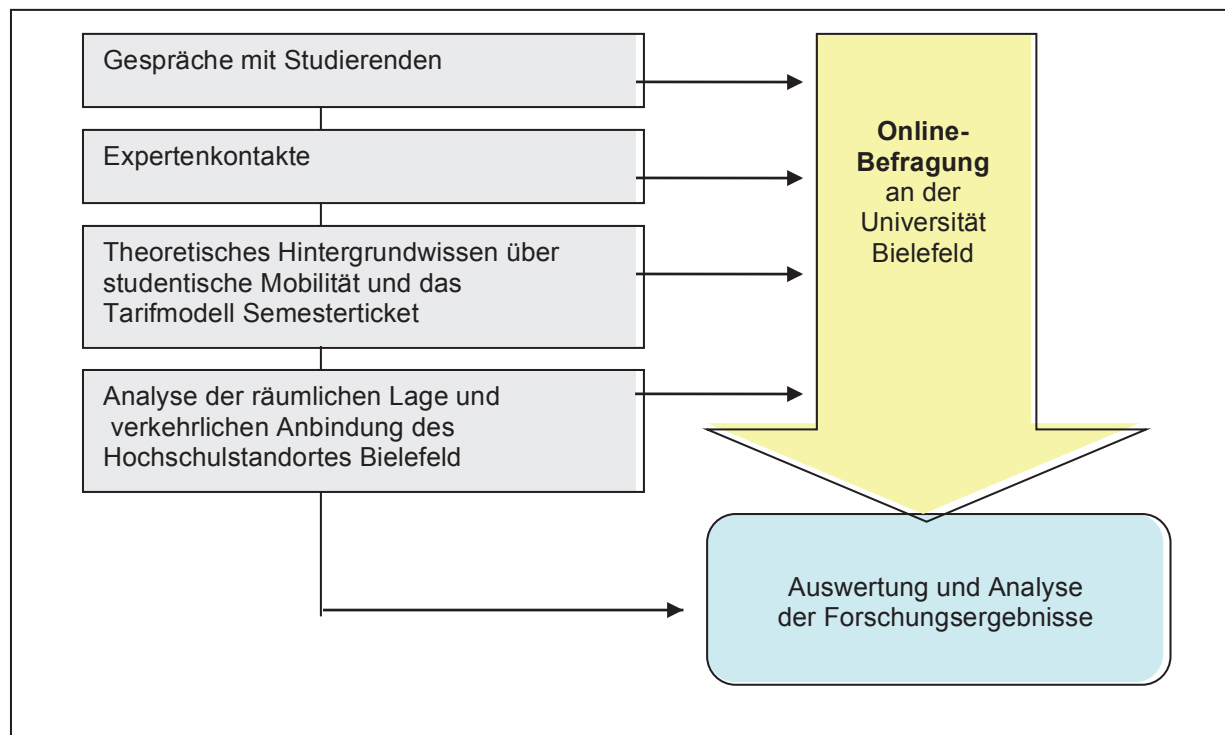 Gespräche mit Studierenden
Expertenkontakte
Theoretisches Hintergrundwissen über
studentische Mobilität und das
Tarifmodell Semesterticket
Analyse der räumlichen Lage und
verkehrlichen Anbindung des
Hochschulstandortes Bielefeld
Online-
Befragung
an der
Universität
Bielefeld
Auswertung und Analyse
der Forschungsergebnisse